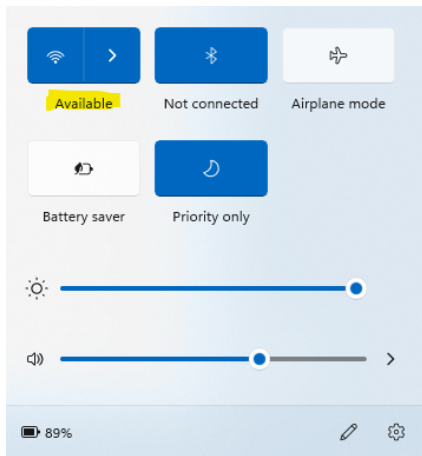 Available
Not connected
Airplane mode
Battery saver
Priority only
89%